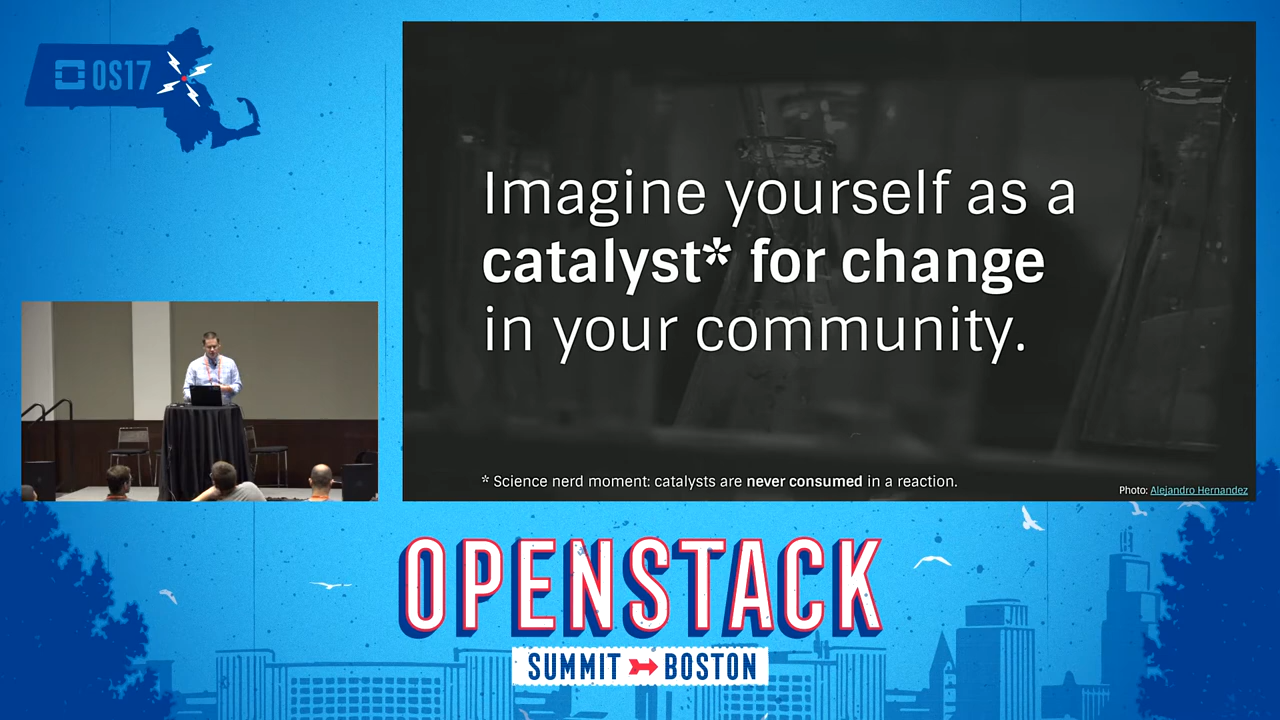 OS17
Imagine yourself as a
catalyst* for change
in your community.
* Science nerd moment: catalysts are never consumed in a reaction.
Photo: Alejandro Hernandez
OPENSTACK
SUMMIT BOSTON